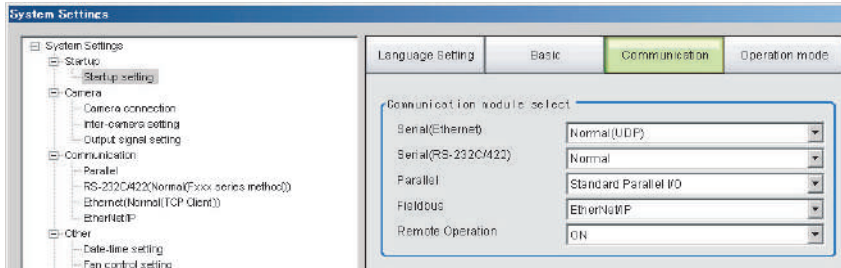 System Settings
System Settings
Startup
Startup setting
Camera
Camera connection
Inter-camera setting
Output signal setting
Communication
Parallel
RS-232C/422(Normal(Fxxx series method))
Ethernet(Normal(TCP Client))
EtherNet/IP
Other
Date-time setting
Fan control setting
Language Setting
Basic
Communication
Operation mode
Communication module select
Serial(Ethernet)
Normal(UDP)
Serial(RS-232C/422)
Normal
Parallel
Standard Parallel I/O
Fieldbus
EtherNet/IP
Remote Operation
ON